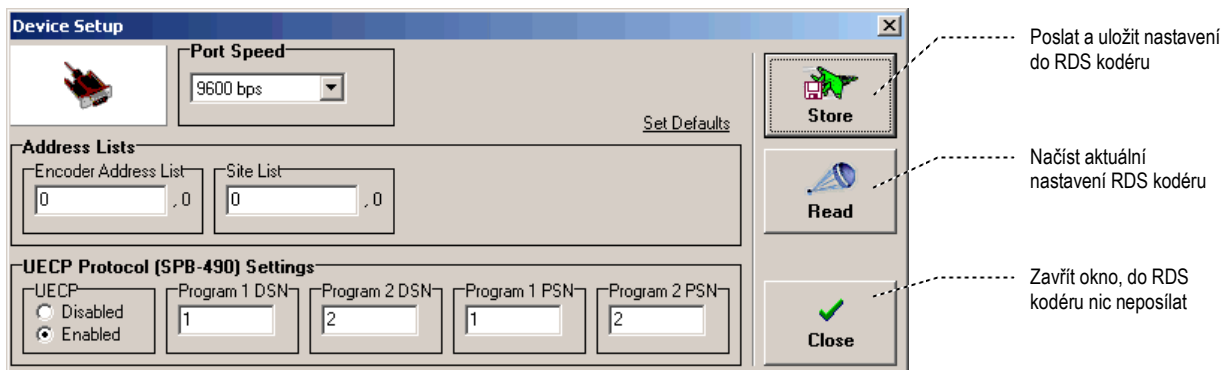 Device Setup
Port Speed
9600 bps
Set Defaults
Address Lists
Encoder Address List
0 , 0
Site List
0 , 0
UECP Protocol (SPB-490) Settings
UECP
Disabled
Enabled
Program 1 DSN
1
Program 2 DSN
2
Program 1 PSN
1
Program 2 PSN
2
Store
Read
Close
Poslat a uložit nastavení
do RDS kodéru
Načíst aktuální
nastavení RDS kodéru
Zavřít okno, do RDS
kodéru nic neposílat